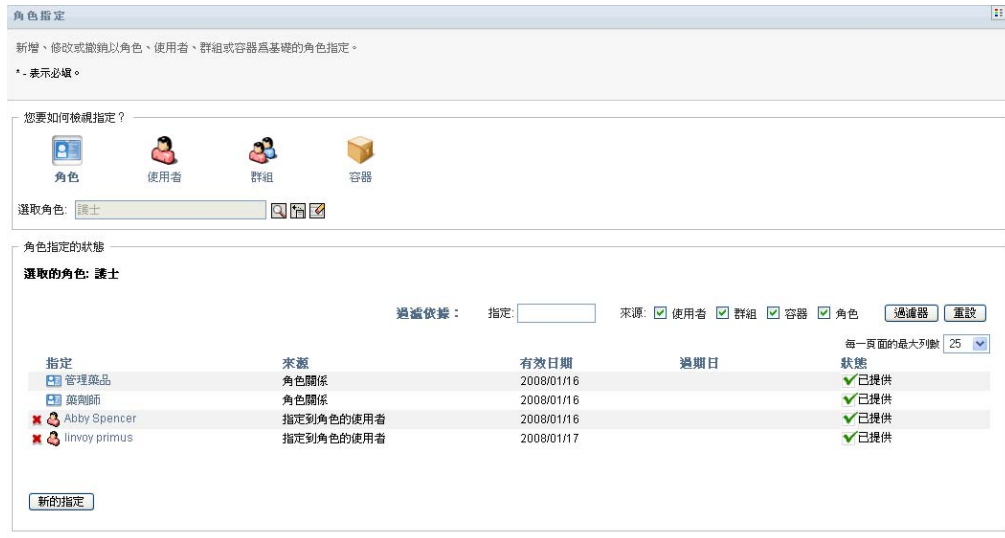 角色指定
新增、修改或撤銷以角色、使用者、群組或容器爲基礎的角色指定。
* - 表示必填。
您要如何檢視指定？
角色 使用者 群組 容器
選取角色: 護士
角色指定的狀態
選取的角色: 護士
過濾依據： 指定: 來源: 使用者 群組 容器 角色 過濾器 重設
每一頁面的最大列數 25
指定 來源 有效日期 過期日 狀態
管理藥品 角色關係 2008/01/16 已提供
藥劑師 角色關係 2008/01/16 已提供
Abby Spencer 指定到角色的使用者 2008/01/16 已提供
linvoy primus 指定到角色的使用者 2008/01/17 已提供
新的指定